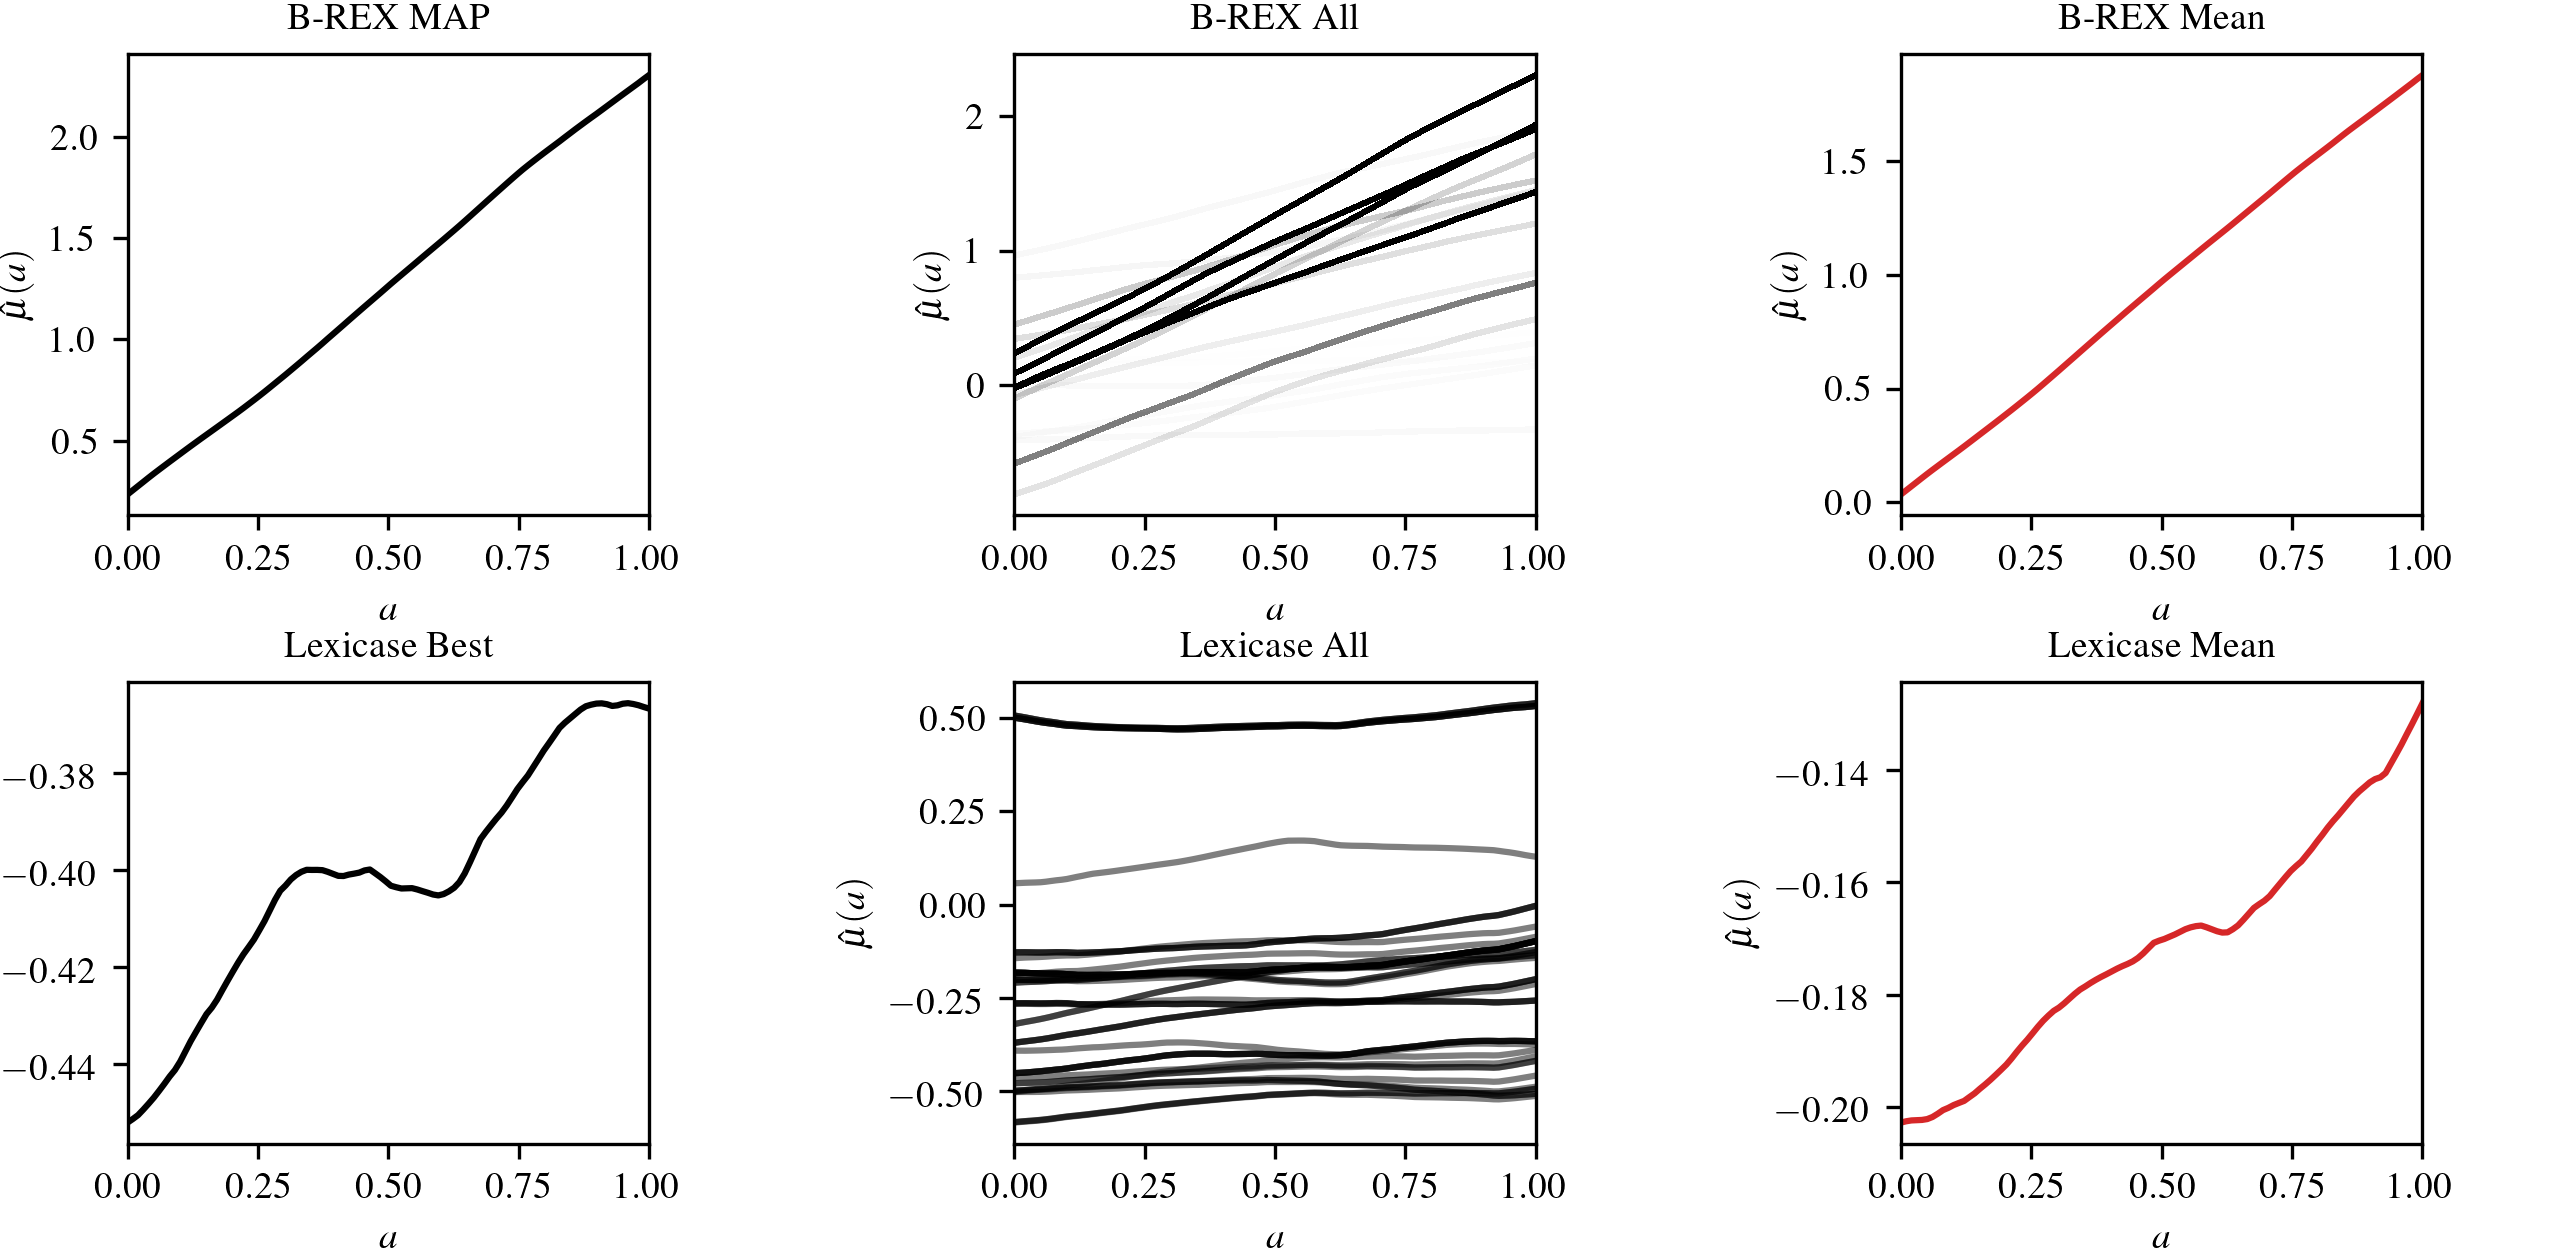 B-REX MAP
B-REX All
B-REX Mean
μ̂(a)
2.0
1.5
1.0
0.5
0.00 0.25 0.50 0.75 1.00
a
μ̂(a)
2
1
0
0.00 0.25 0.50 0.75 1.00
a
μ̂(a)
1.5
1.0
0.5
0.0
0.00 0.25 0.50 0.75 1.00
a
Lexicase Best
Lexicase All
Lexicase Mean
−0.38
−0.40
−0.42
−0.44
0.00 0.25 0.50 0.75 1.00
a
μ̂(a)
0.50
0.25
0.00
−0.25
−0.50
0.00 0.25 0.50 0.75 1.00
a
μ̂(a)
−0.14
−0.16
−0.18
−0.20
0.00 0.25 0.50 0.75 1.00
a